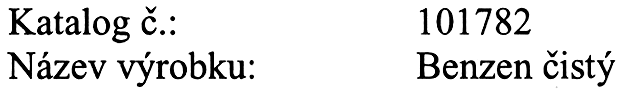 Katalog č.: 101782
Název výrobku: Benzen čistý